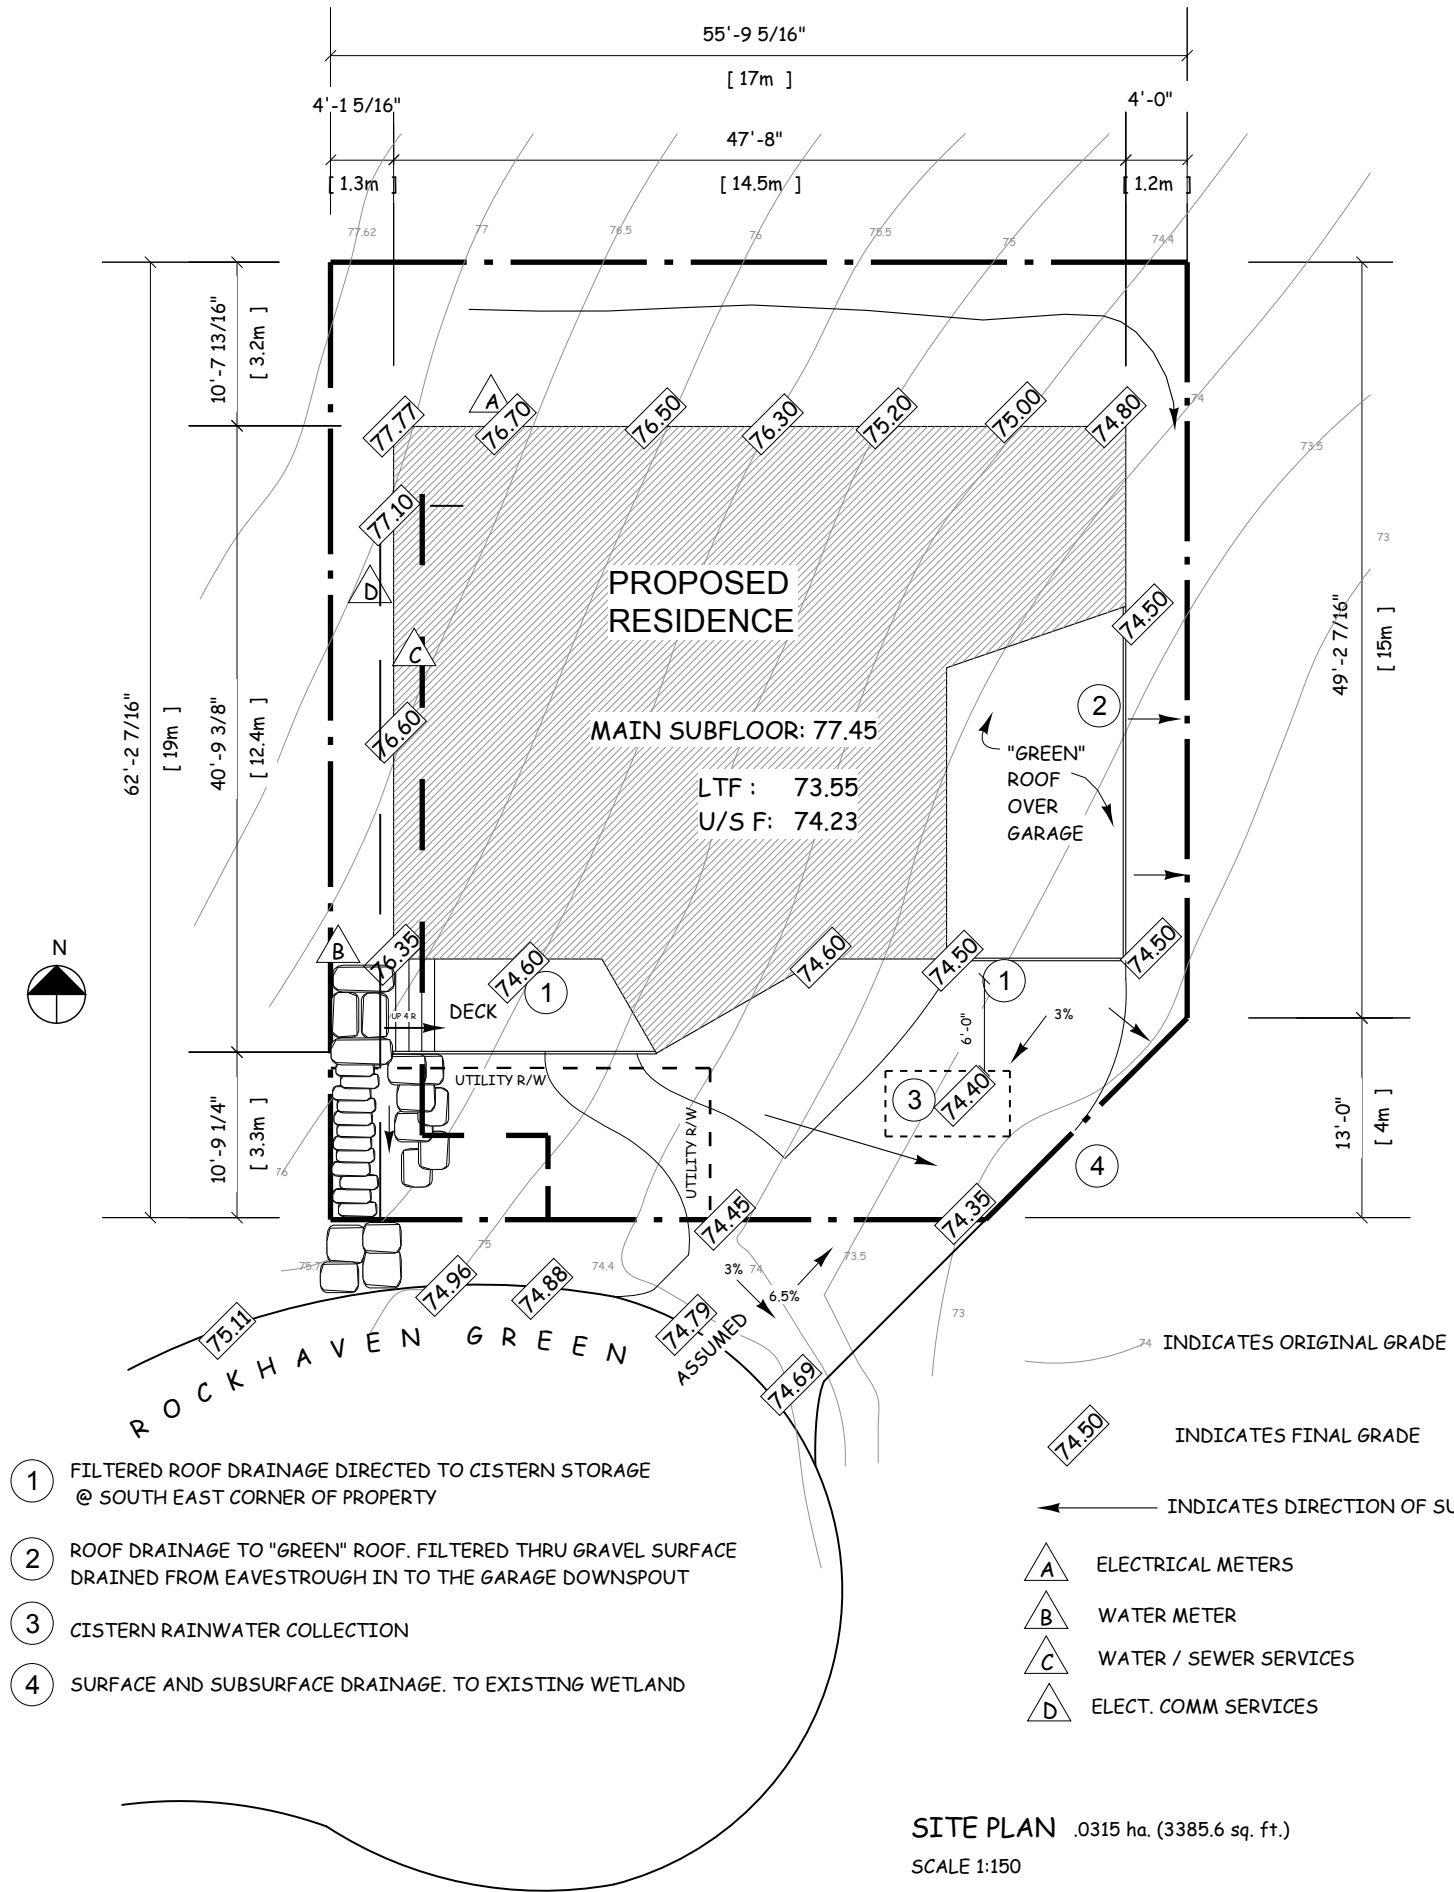 55'-9 5/16"
[ 17m ]
4'-1 5/16"
4'-0"
47'-8"
[ 1.3m ]
[ 14.5m ]
[ 1.2m ]
77.62
77
76.5
76
75.5
75
74.4
10'-7 13/16"
[ 3.2m ]
A
77.77
76.70
76.50
76.30
75.20
75.00
74.80
74
73.5
77.10
73
D
PROPOSED
RESIDENCE
74.50
C
62'-2 7/16"
[ 19m ]
40'-9 3/8"
[ 12.4m ]
76.60
MAIN SUBFLOOR: 77.45
LTF : 73.55
U/S F: 74.23
2
"GREEN"
ROOF
OVER
GARAGE
49'-2 7/16"
[ 15m ]
N
B
76.35
74.60
1
74.60
74.50
1
74.50
UP 4 R
DECK
6'-0"
3%
UTILITY R/W
UTILITY R/W
3
74.40
10'-9 1/4"
[ 3.3m ]
13'-0"
[ 4m ]
4
76
74.45
74.35
75
75.7
74.4
74.96
74.88
3%
74
73.5
6.5%
73
75.11
74.79
ASSUMED
74.69
ROCKHAVEN GREEN
74 INDICATES ORIGINAL GRADE
74.50 INDICATES FINAL GRADE
INDICATES DIRECTION OF
1 FILTERED ROOF DRAINAGE DIRECTED TO CISTERN STORAGE
@ SOUTH EAST CORNER OF PROPERTY
2 ROOF DRAINAGE TO "GREEN" ROOF. FILTERED THRU GRAVEL SURFACE
DRAINED FROM EAVESTROUGH IN TO THE GARAGE DOWNSPOUT
3 CISTERN RAINWATER COLLECTION
4 SURFACE AND SUBSURFACE DRAINAGE. TO EXISTING WETLAND
A ELECTRICAL METERS
B WATER METER
C WATER / SEWER SERVICES
D ELECT. COMM SERVICES
SITE PLAN .0315 ha. (3385.6 sq. ft.)
SCALE 1:150